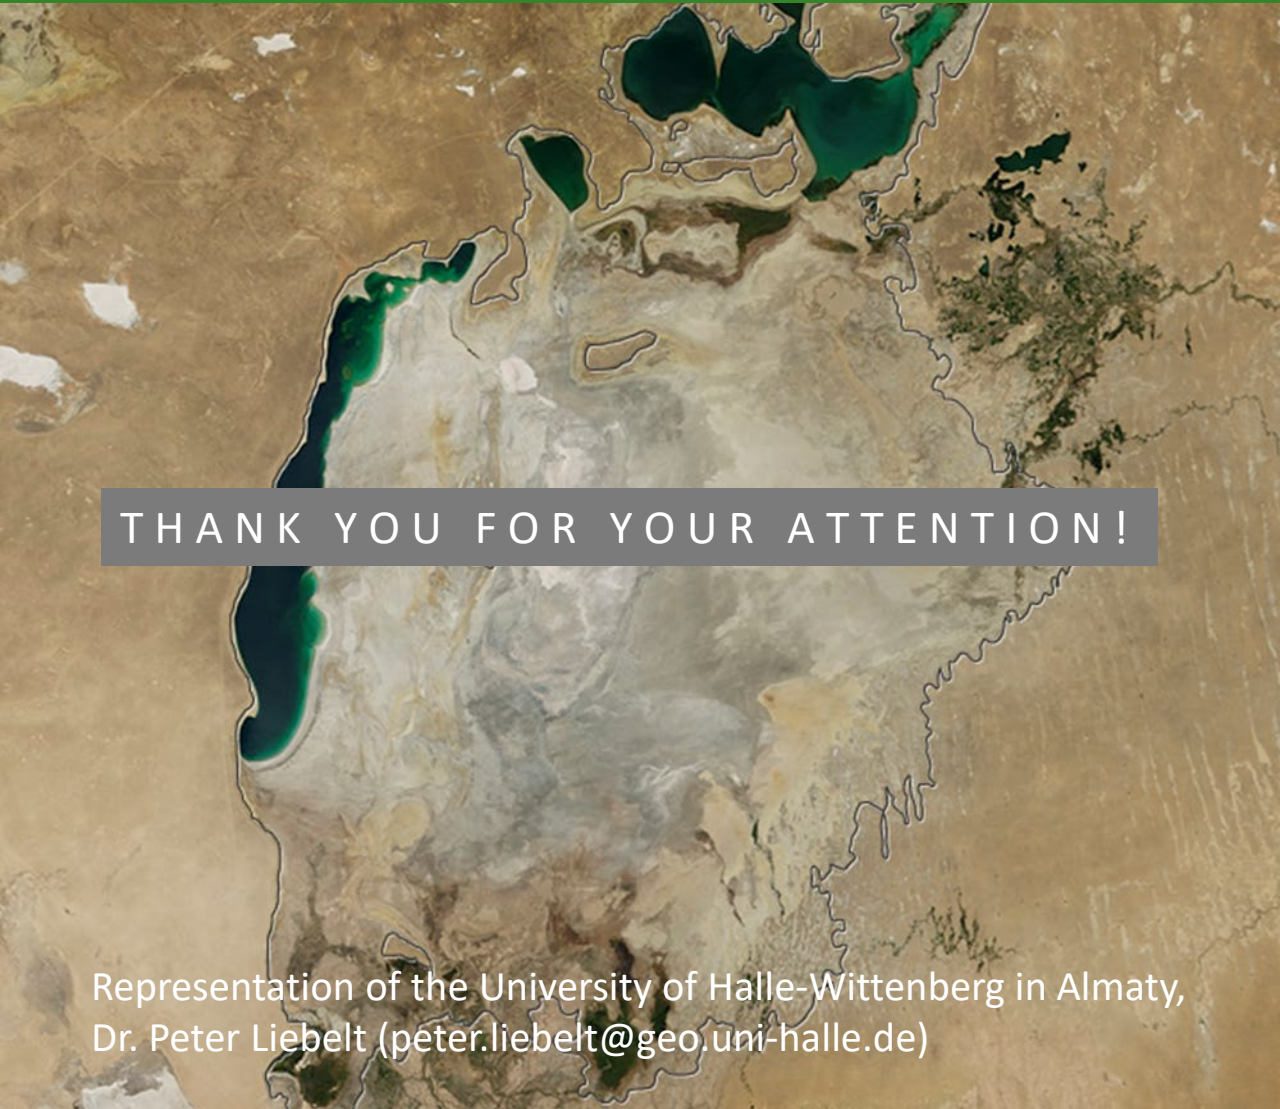 THANK YOU FOR YOUR ATTENTION!
Representation of the University of Halle-Wittenberg in Almaty,
Dr. Peter Liebelt (peter.liebelt@geo.uni-halle.de)